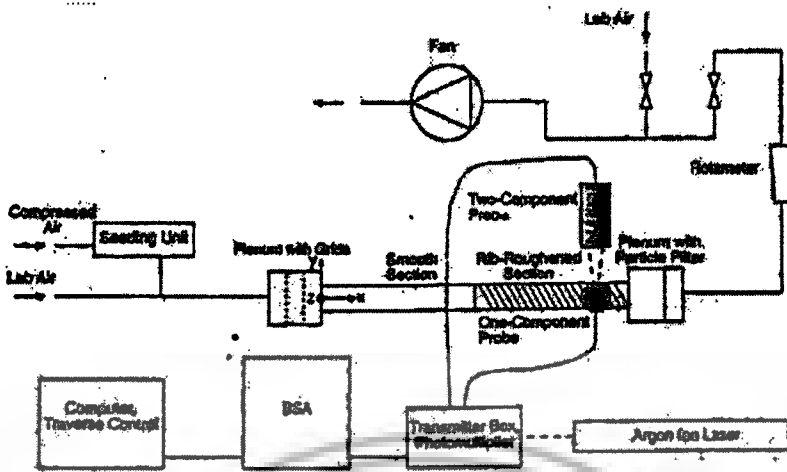 Lab Air
Fan
Rotameter
Two-Component
Probe
Compressed
Air
Seeding Unit
Plenum with Grids
Smooth
Section
Rib-Roughened
Section
Plenum with
Particle Filter
Lab Air
Y
Z
X
One-Component
Probe
Computer,
Traverse Control
BSA
Transmitter Box,
Photomultiplier
Argon Ion Laser